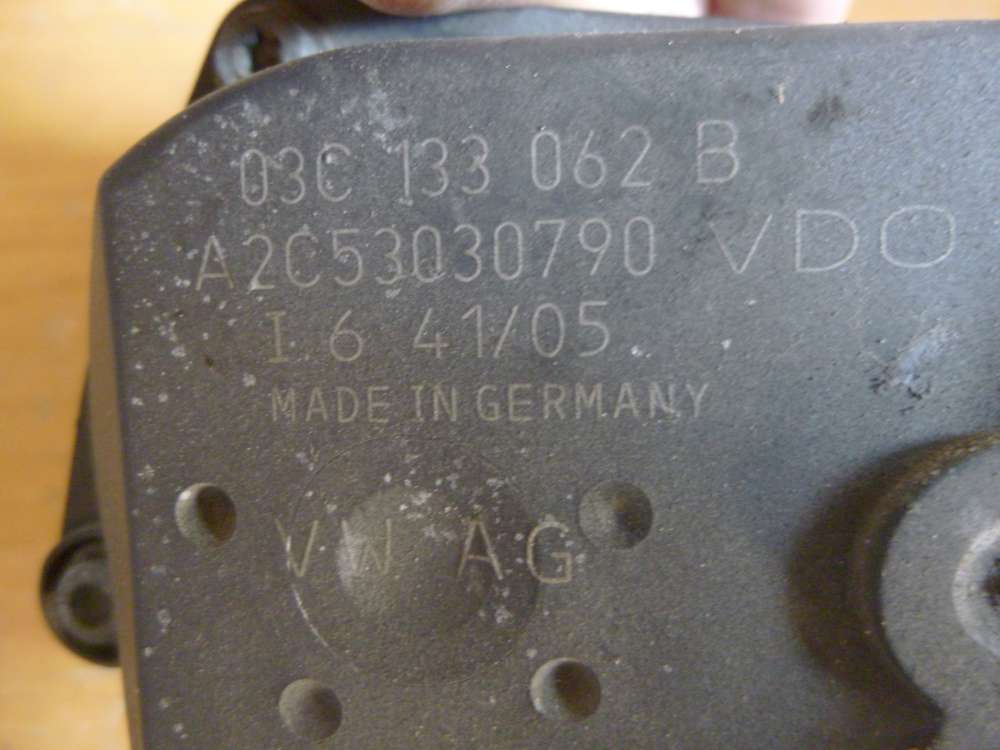 03C 133 062 B
A2C53030790 VDO
I 6 41/05
MADE IN GERMANY
VW AG